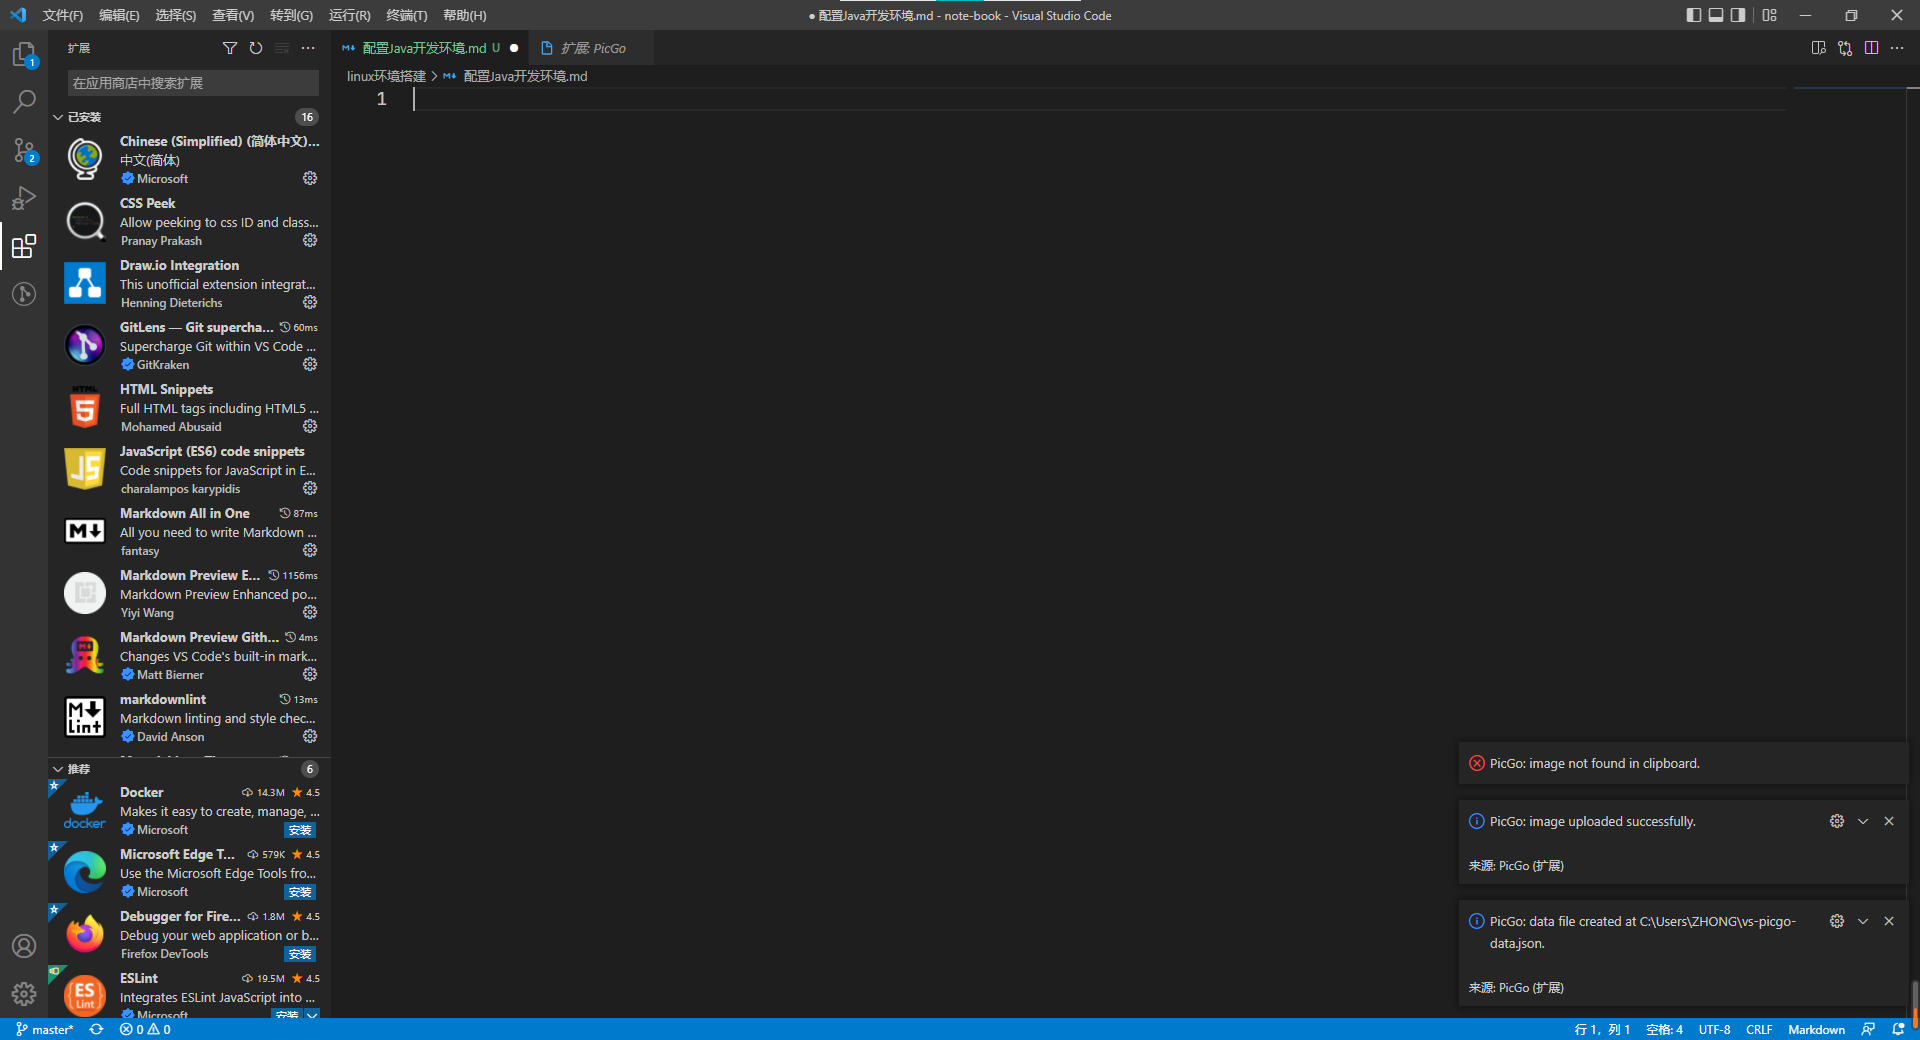 文件(F) 编辑(E) 选择(S) 查看(V) 转到(G) 运行(R) 终端(T) 帮助(H)
● 配置Java开发环境.md - note-book - Visual Studio Code
扩展
配置Java开发环境.md U
扩展: PicGo
1
在应用商店中搜索扩展
linux环境搭建 > 配置Java开发环境.md
1
已安装 16
Chinese (Simplified) (简体中文)...
中文(简体)
Microsoft
2
CSS Peek
Allow peeking to css ID and class...
Pranay Prakash
Draw.io Integration
This unofficial extension integrat...
Henning Dieterichs
GitLens — Git supercha... 60ms
Supercharge Git within VS Code ...
GitKraken
HTML
HTML Snippets
Full HTML tags including HTML5 ...
Mohamed Abusaid
JS
JavaScript (ES6) code snippets
Code snippets for JavaScript in E...
charalampos karypidis
M
Markdown All in One 87ms
All you need to write Markdown ...
fantasy
Markdown Preview E... 1156ms
Markdown Preview Enhanced po...
Yiyi Wang
Markdown Preview Gith... 4ms
Changes VS Code's built-in mark...
Matt Bierner
M Lint
markdownlint 13ms
Markdown linting and style chec...
David Anson
推荐 6
docker
Docker 14.3M 4.5
Makes it easy to create, manage, ...
Microsoft 安装
Microsoft Edge T... 579K 4.5
Use the Microsoft Edge Tools fro...
Microsoft 安装
Debugger for Fire... 1.8M 4.5
Debug your web application or b...
Firefox DevTools 安装
ES Lint
ESLint 19.5M 4.5
Integrates ESLint JavaScript into ...
Microsoft 安装
PicGo: image not found in clipboard.
PicGo: image uploaded successfully.
来源: PicGo (扩展)
PicGo: data file created at C:\Users\ZHONG\vs-picgo-
data.json.
来源: PicGo (扩展)
master* 0 0
行 1，列 1 空格: 4 UTF-8 CRLF Markdown